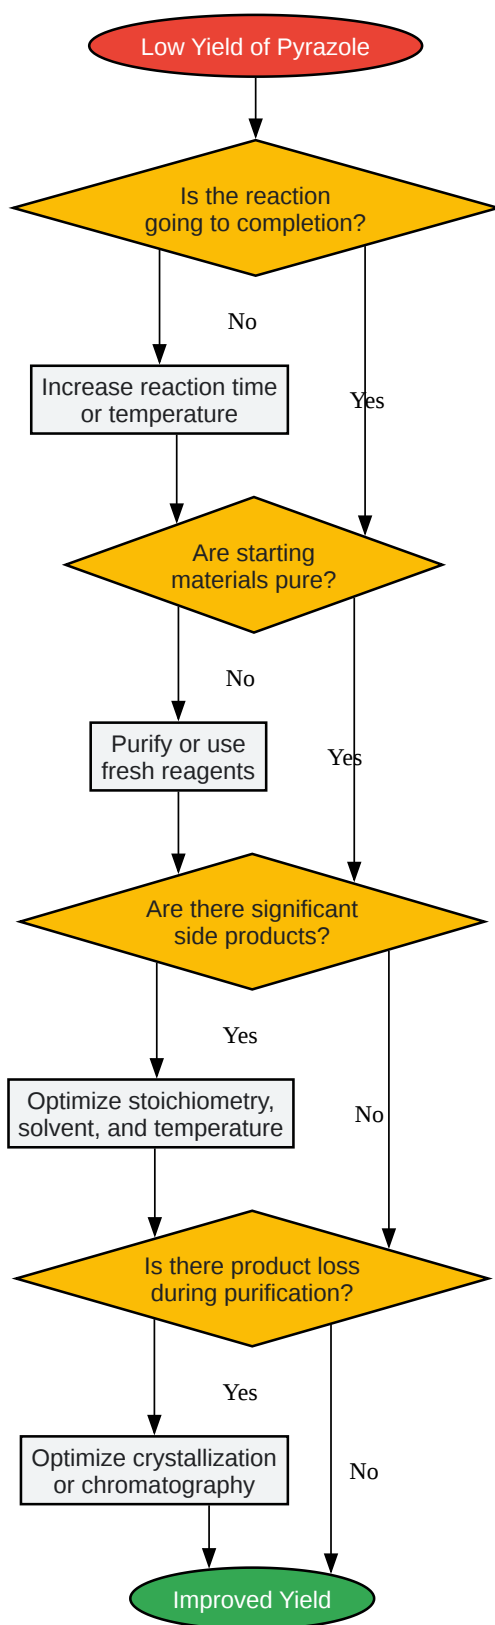 Low Yield of Pyrazole
Is the reaction
going to completion?
No
Increase reaction time
or temperature
Yes
Are starting
materials pure?
No
Purify or use
fresh reagents
Yes
Are there significant
side products?
Yes
Optimize stoichiometry,
solvent, and temperature
No
Is there product loss
during purification?
Yes
Optimize crystallization
or chromatography
No
Improved Yield